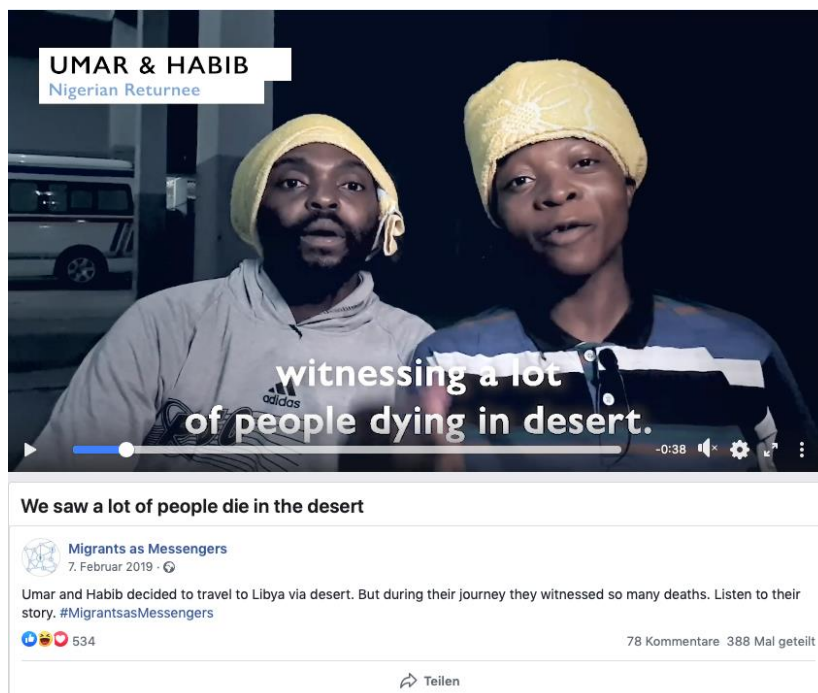 UMAR & HABIB
Nigerian Returnee
adidas
witnessing a lot
of people dying in desert.
-0:38
We saw a lot of people die in the desert
Migrants as Messengers
7. Februar 2019 ·
Umar and Habib decided to travel to Libya via desert. But during their journey they witnessed so many deaths. Listen to their
story. #MigrantsasMessengers
534
78 Kommentare 388 Mal geteilt
Teilen